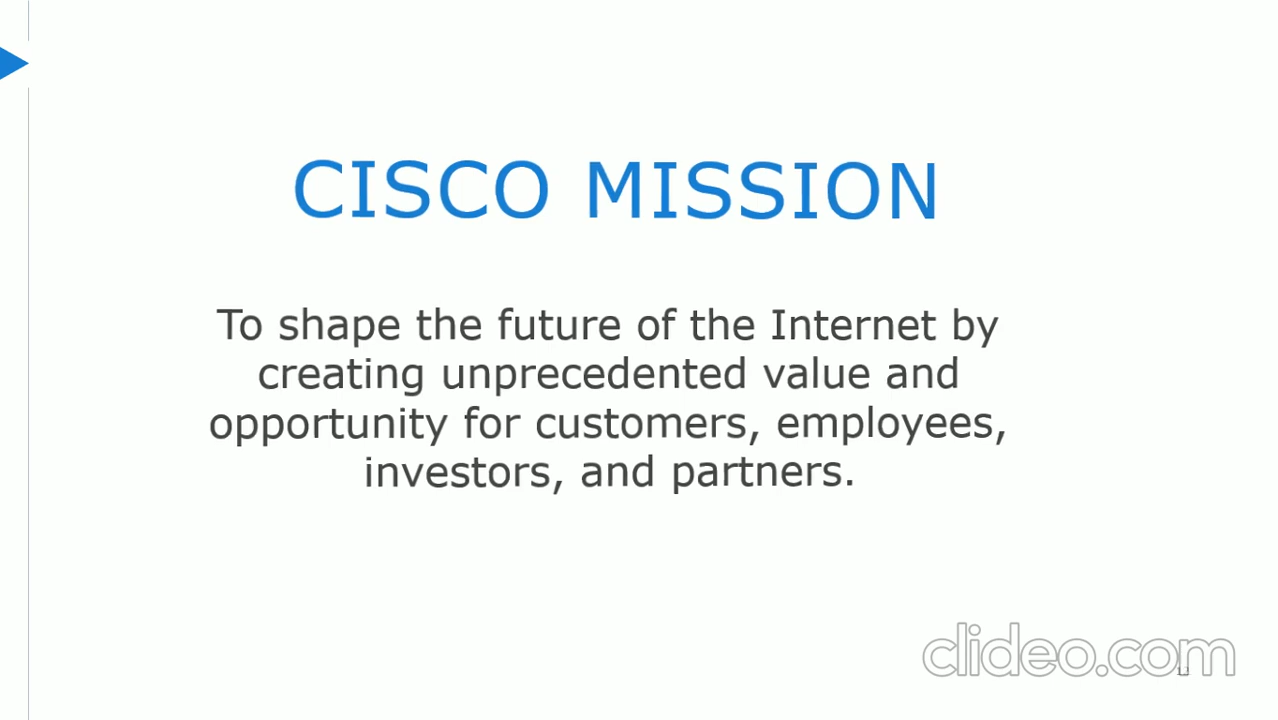 CISCO MISSION
To shape the future of the Internet by
creating unprecedented value and
opportunity for customers, employees,
investors, and partners.
clideo.com